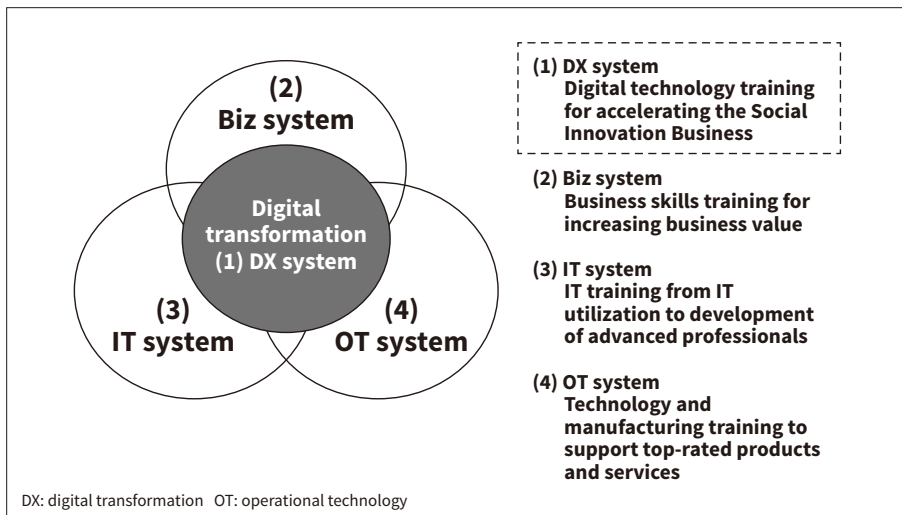 (2)
Biz system
Digital
transformation
(1) DX system
(3)
IT system
(4)
OT system
(1) DX system
Digital technology training
for accelerating the Social
Innovation Business
(2) Biz system
Business skills training for
increasing business value
(3) IT system
IT training from IT
utilization to development
of advanced professionals
(4) OT system
Technology and
manufacturing training to
support top-rated products
and services
DX: digital transformation OT: operational technology